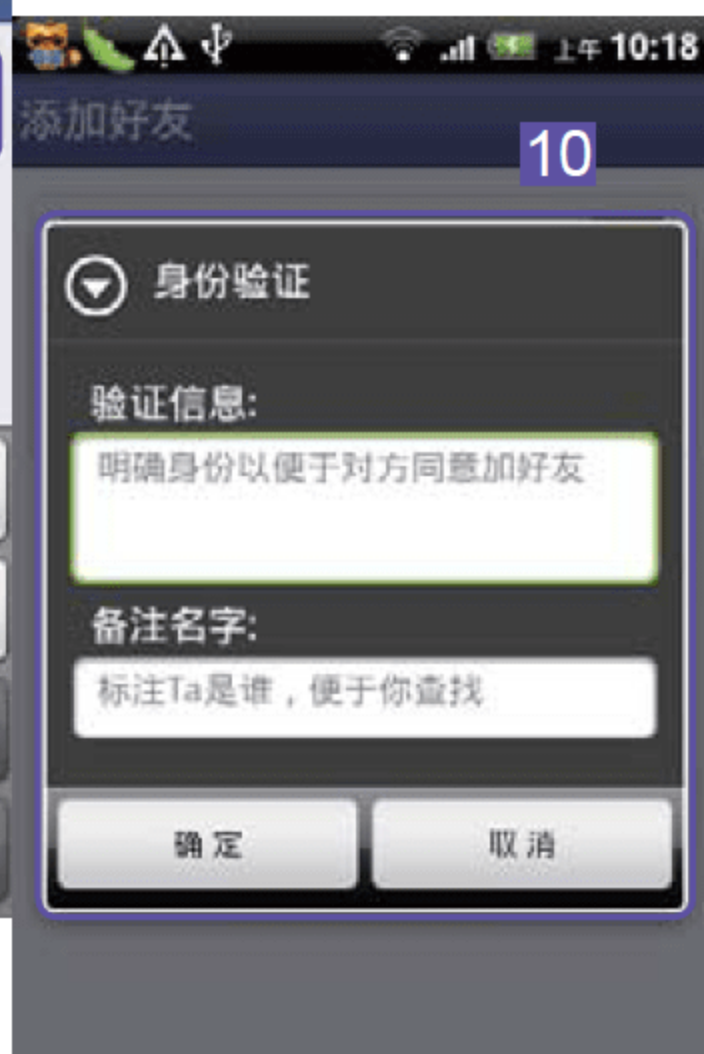 上午 10:18
添加好友
10
身份验证
验证信息:
明确身份以便于对方同意加好友
备注名字:
标注Ta是谁，便于你查找
确定
取消